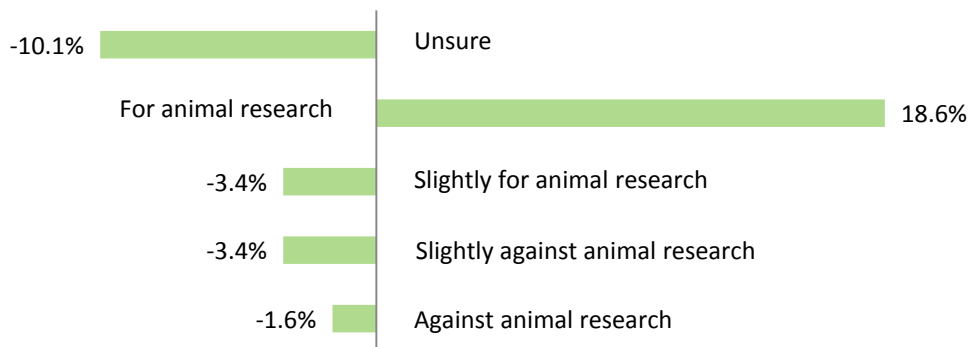 -10.1% Unsure
For animal research 18.6%
-3.4% Slightly for animal research
-3.4% Slightly against animal research
-1.6% Against animal research